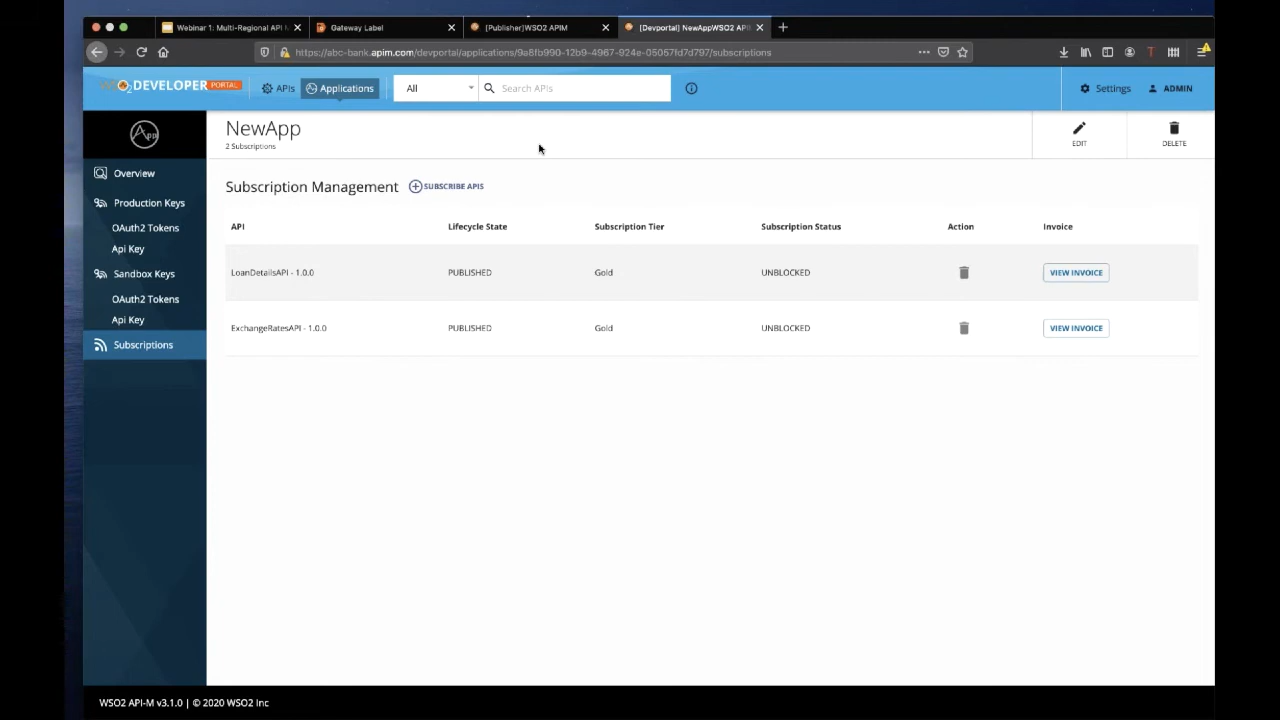 Webinar 1: Multi-Regional API M
Gateway Label
[Publisher]WSO2 APIM
[Devportal] NewAppWSO2 API
https://abc-bank.apim.com/devportal/applications/9a8fb990-12b9-4967-924e-05057fd7d797/subscriptions
WSO2 DEVELOPER PORTAL
APIs
Applications
All
Search APIs
Settings
ADMIN
App
NewApp
2 Subscriptions
EDIT
DELETE
Overview
Production Keys
OAuth2 Tokens
Api Key
Sandbox Keys
OAuth2 Tokens
Api Key
Subscriptions
Subscription Management SUBSCRIBE APIS
API Lifecycle State Subscription Tier Subscription Status Action Invoice
LoanDetailsAPI - 1.0.0 PUBLISHED Gold UNBLOCKED VIEW INVOICE
ExchangeRatesAPI - 1.0.0 PUBLISHED Gold UNBLOCKED VIEW INVOICE
WSO2 API-M v3.1.0 | © 2020 WSO2 Inc